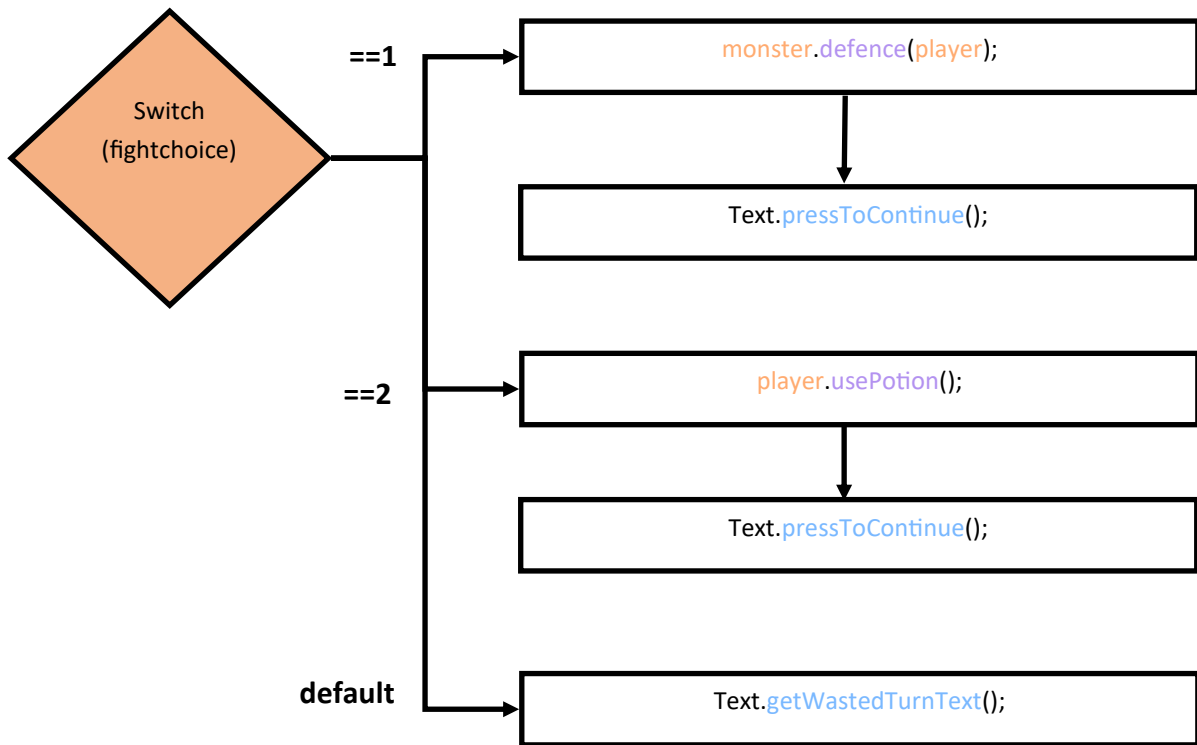 Switch
(fightchoice)
==1
monster.defence(player);
Text.pressToContinue();
==2
player.usePotion();
Text.pressToContinue();
default
Text.getWastedTurnText();